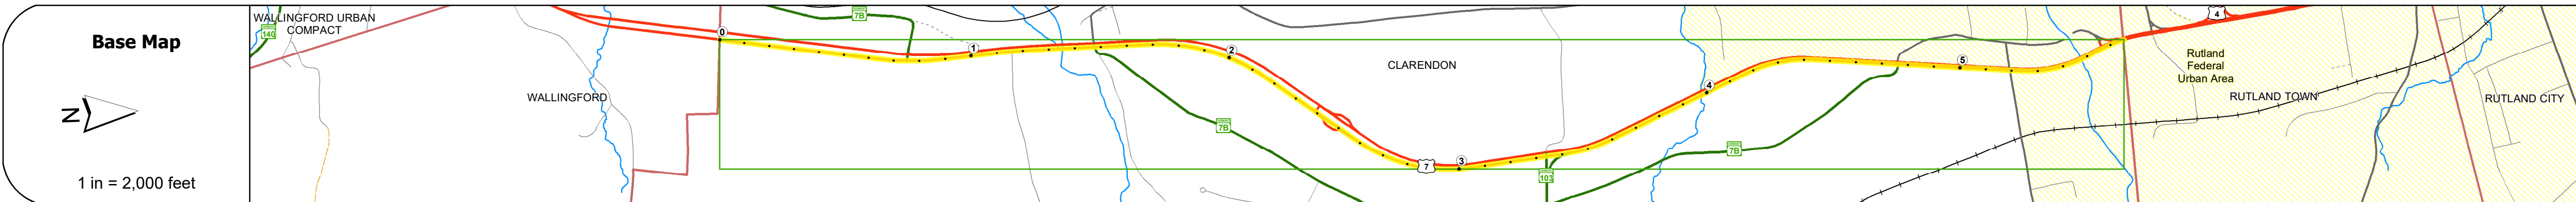 Base Map
N
1 in = 2,000 feet
WALLINGFORD URBAN
COMPACT
140
WALLINGFORD
7B
0
1
2
7B
CLARENDON
7
3
103
4
7B
5
4
Rutland
Federal
Urban Area
RUTLAND TOWN
RUTLAND CITY